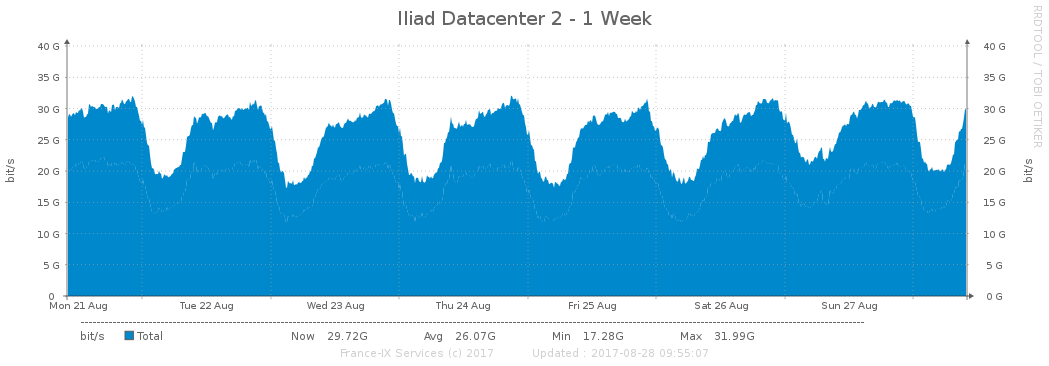 Iliad Datacenter 2 - 1 Week
RRDTOOL / TOBI OETIKER
40 G 40 G
35 G 35 G
30 G 30 G
25 G 25 G
20 G 20 G
15 G 15 G
10 G 10 G
5 G 5 G
0 0 G
bit/s bit/s
Mon 21 Aug Tue 22 Aug Wed 23 Aug Thu 24 Aug Fri 25 Aug Sat 26 Aug Sun 27 Aug
bit/s Total Now 29.72G Avg 26.07G Min 17.28G Max 31.99G
France-IX Services (c) 2017 Updated : 2017-08-28 09:55:07